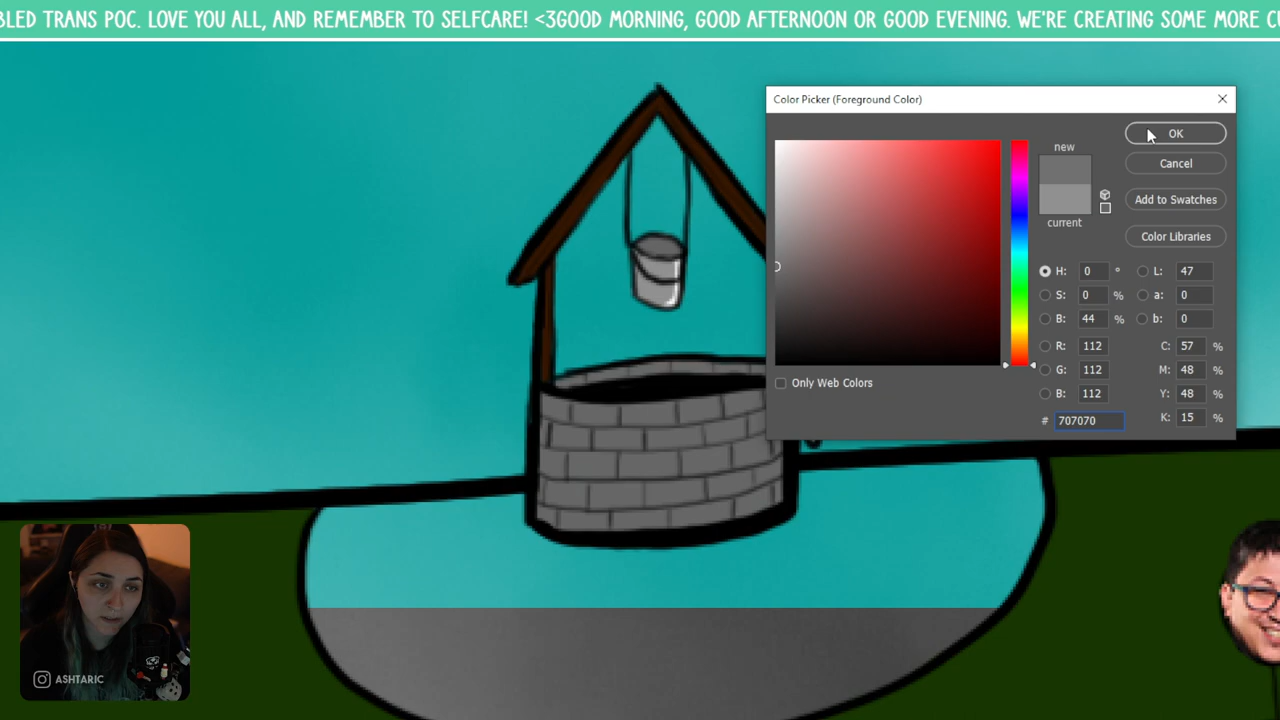 BLED TRANS POC. LOVE YOU ALL, AND REMEMBER TO SELFCARE! <3GOOD MORNING, GOOD AFTERNOON OR GOOD EVENING. WE'RE CREATING SOME MORE CU
Color Picker (Foreground Color)
OK
new
Cancel
Add to Swatches
current
Color Libraries
H: 0 ° L: 47
S: 0 % a: 0
B: 44 % b: 0
R: 112 C: 57 %
G: 112 M: 48 %
B: 112 Y: 48 %
Only Web Colors
# 707070 K: 15 %
ASHTARIC